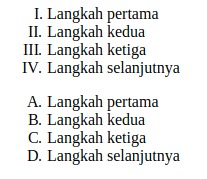 I. Langkah pertama
II. Langkah kedua
III. Langkah ketiga
IV. Langkah selanjutnya
A. Langkah pertama
B. Langkah kedua
C. Langkah ketiga
D. Langkah selanjutnya